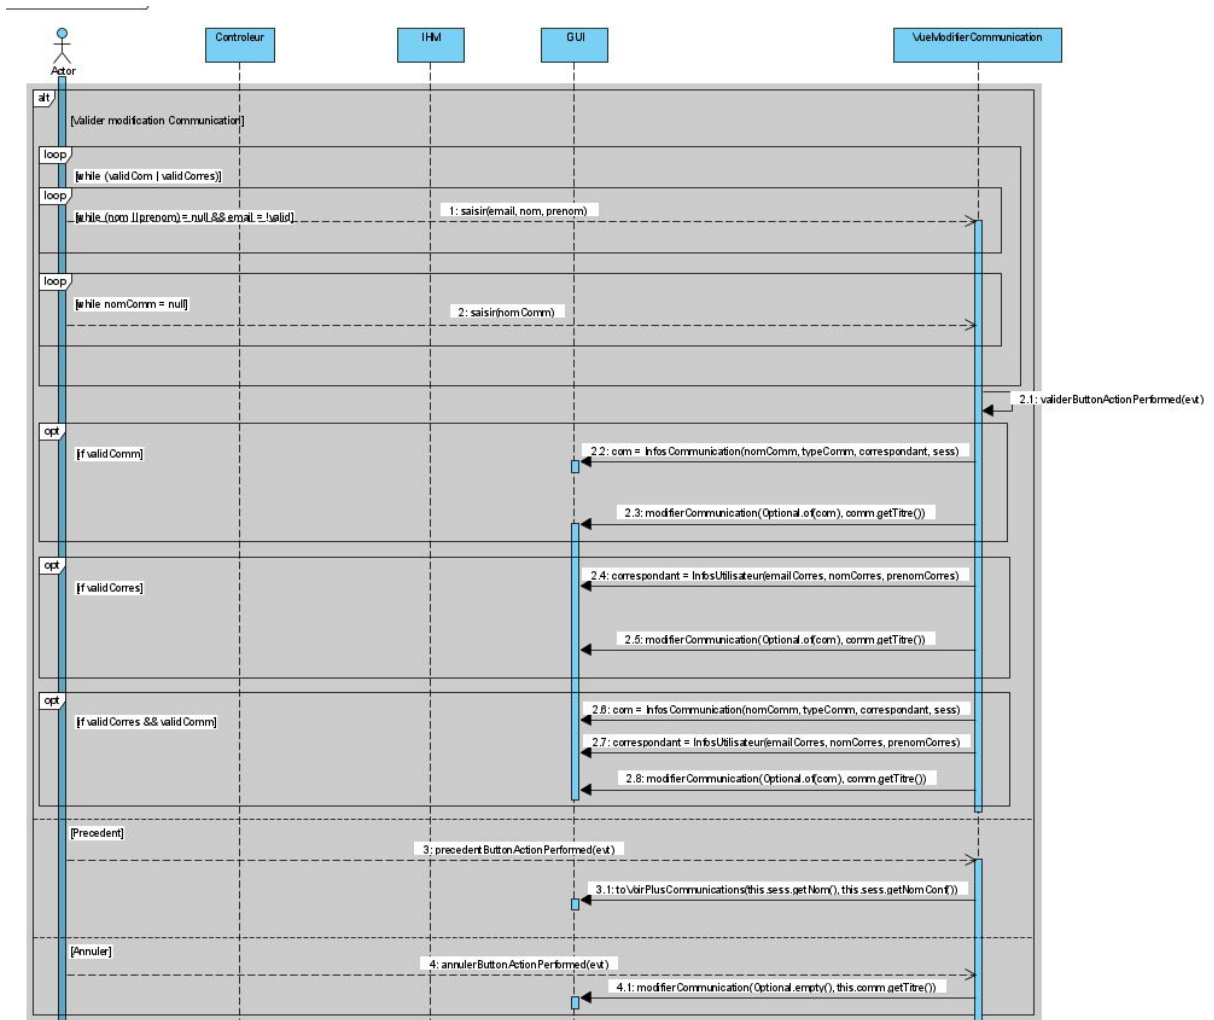 Controleur
IHM
GUI
VueModifierCommunication
Actor
alt
[Valider modification Communication]
loop
[while (validCom | validCorres)]
loop
[while (nom || prenom) = null && email = !valid]
1: saisir(email, nom, prenom)
loop
[while nomComm = null]
2: saisir(nomComm)
2.1: validerButtonActionPerformed(evt)
opt
[if validComm]
2.2: com = InfosCommunication(nomComm, typeComm, correspondant, sess)
2.3: modifierCommunication(Optional.of(com), comm.getTitre())
opt
[if validCorres]
2.4: correspondant = InfosUtilisateur(emailCorres, nomCorres, prenomCorres)
2.5: modifierCommunication(Optional.of(com), comm.getTitre())
opt
[if validCorres && validComm]
2.6: com = InfosCommunication(nomComm, typeComm, correspondant, sess)
2.7: correspondant = InfosUtilisateur(emailCorres, nomCorres, prenomCorres)
2.8: modifierCommunication(Optional.of(com), comm.getTitre())
[Precedent]
3: precedentButtonActionPerformed(evt)
3.1: toVoirPlusCommunications(this.sess.getNom(), this.sess.getNomConf())
[Annuler]
4: annulerButtonActionPerformed(evt)
4.1: modifierCommunication(Optional.empty(), this.comm.getTitre())